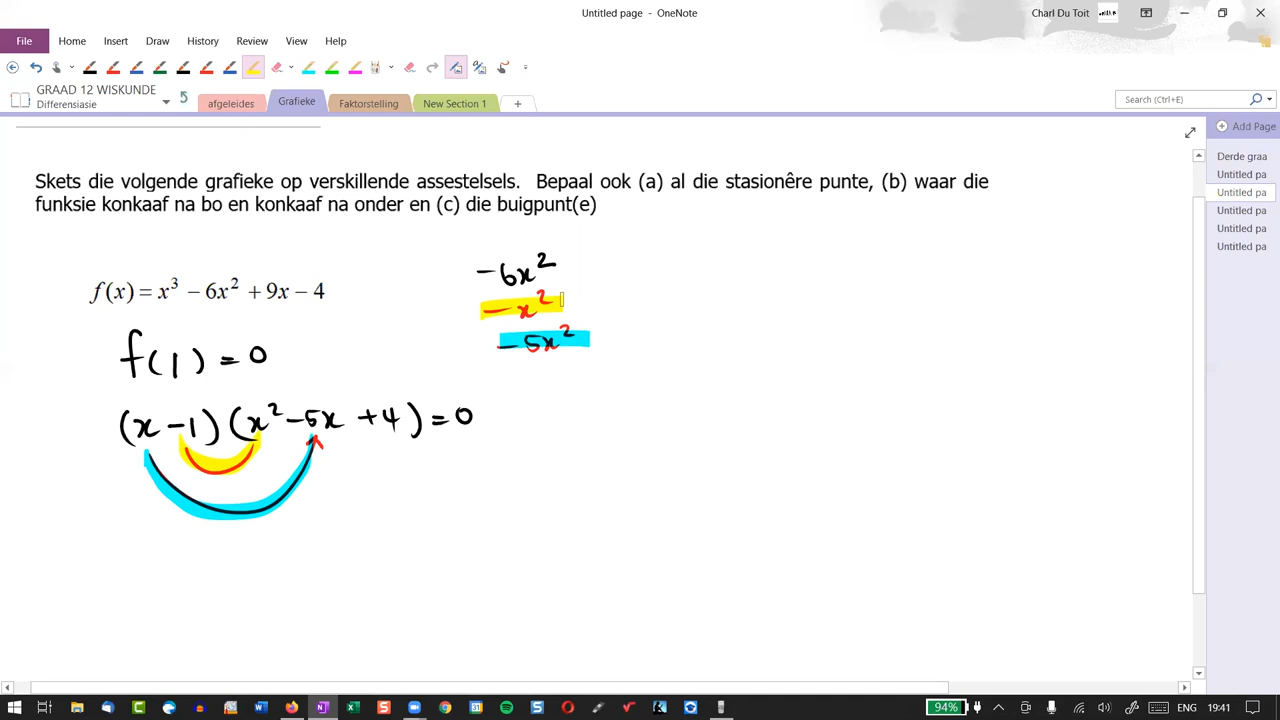 Untitled page - OneNote
Charl Du Toit
File Home Insert Draw History Review View Help
GRAAD 12 WISKUNDE
Differensiasie
afgeleides Grafieke Faktorstelling New Section 1 +
Search (Ctrl+E)
Add Page
Derde graa
Untitled pa
Untitled pa
Untitled pa
Untitled pa
Untitled pa
Skets die volgende grafieke op verskillende assestelsels. Bepaal ook (a) al die stasionêre punte, (b) waar die
funksie konkaaf na bo en konkaaf na onder en (c) die buigpunt(e)
-6x²
f(x) = x³ − 6x² + 9x − 4
-x²
-5x²
f(1) = 0
(x-1)(x²-5x+4)=0
94% ENG 19:41